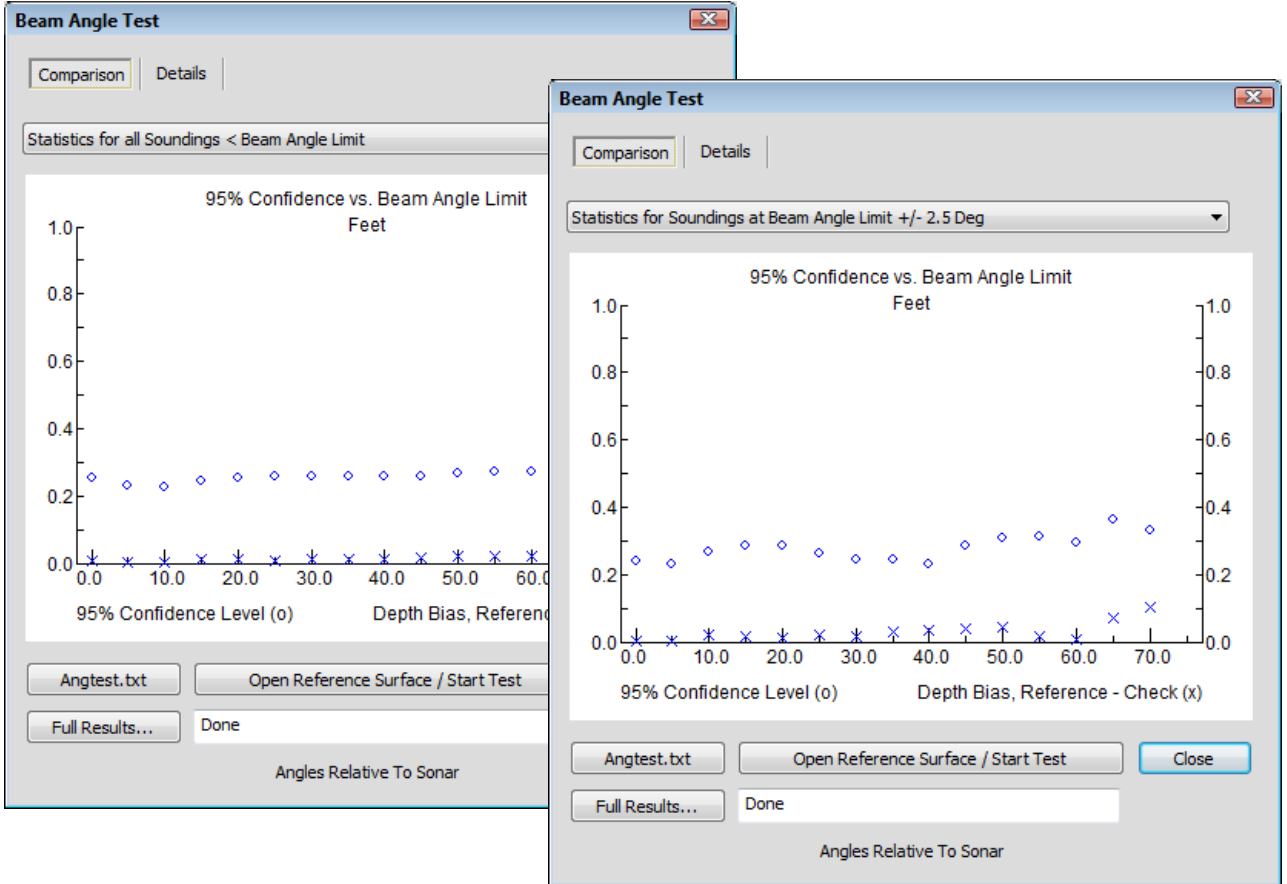 Beam Angle Test
Comparison Details
Statistics for all Soundings < Beam Angle Limit
95% Confidence vs. Beam Angle Limit
Feet
1.0
0.8
0.6
0.4
0.2
0.0
0.0 10.0 20.0 30.0 40.0 50.0 60.0
95% Confidence Level (o) Depth Bias,
Angtest.txt Open Reference Surface / Start Test
Full Results... Done
Angles Relative To Sonar
Beam Angle Test
Comparison Details
Statistics for Soundings at Beam Angle Limit +/- 2.5 Deg
95% Confidence vs. Beam Angle Limit
Feet
1.0 1.0
0.8 0.8
0.6 0.6
0.4 0.4
0.2 0.2
0.0 0.0
0.0 10.0 20.0 30.0 40.0 50.0 60.0 70.0
95% Confidence Level (o) Depth Bias, Reference - Check (x)
Angtest.txt Open Reference Surface / Start Test Close
Full Results... Done
Angles Relative To Sonar